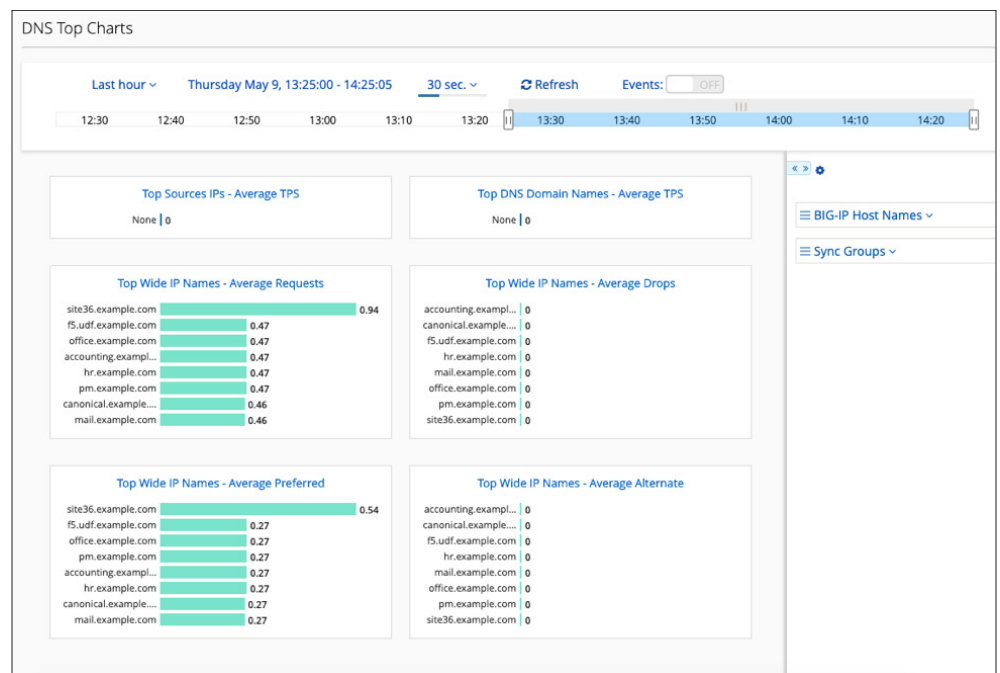 DNS Top Charts
Last hour Thursday May 9, 13:25:00 - 14:25:05 30 sec. Refresh Events: OFF
12:30 12:40 12:50 13:00 13:10 13:20 13:30 13:40 13:50 14:00 14:10 14:20
BIG-IP Host Names
Sync Groups
Top Sources IPs - Average TPS
None 0
Top DNS Domain Names - Average TPS
None 0
Top Wide IP Names - Average Requests
site36.example.com 0.94
f5.udf.example.com 0.47
office.example.com 0.47
accounting.exampl... 0.47
hr.example.com 0.47
pm.example.com 0.47
canonical.example.... 0.46
mail.example.com 0.46
Top Wide IP Names - Average Drops
accounting.exampl... 0
canonical.example.... 0
f5.udf.example.com 0
hr.example.com 0
mail.example.com 0
office.example.com 0
pm.example.com 0
site36.example.com 0
Top Wide IP Names - Average Preferred
site36.example.com 0.54
f5.udf.example.com 0.27
office.example.com 0.27
pm.example.com 0.27
accounting.exampl... 0.27
hr.example.com 0.27
canonical.example.... 0.27
mail.example.com 0.27
Top Wide IP Names - Average Alternate
accounting.exampl... 0
canonical.example.... 0
f5.udf.example.com 0
hr.example.com 0
mail.example.com 0
office.example.com 0
pm.example.com 0
site36.example.com 0